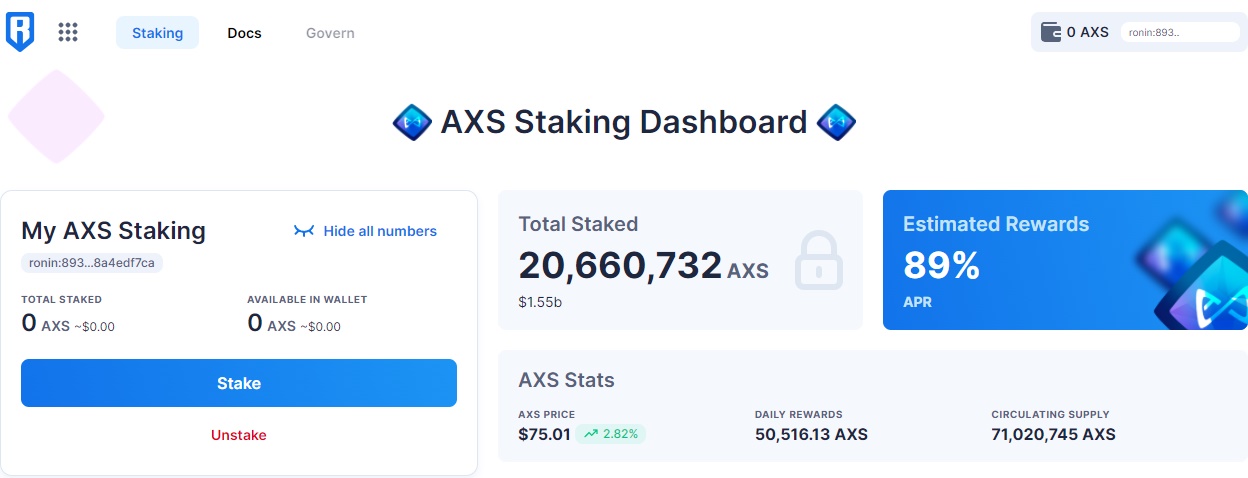 Staking Docs Govern 0 AXS ronin:893..
AXS Staking Dashboard
My AXS Staking Hide all numbers
ronin:893...8a4edf7ca
TOTAL STAKED AVAILABLE IN WALLET
0 AXS ~$0.00 0 AXS ~$0.00
Stake
Unstake
Total Staked
20,660,732 AXS
$1.55b
Estimated Rewards
89%
APR
AXS Stats
AXS PRICE DAILY REWARDS CIRCULATING SUPPLY
$75.01 2.82% 50,516.13 AXS 71,020,745 AXS